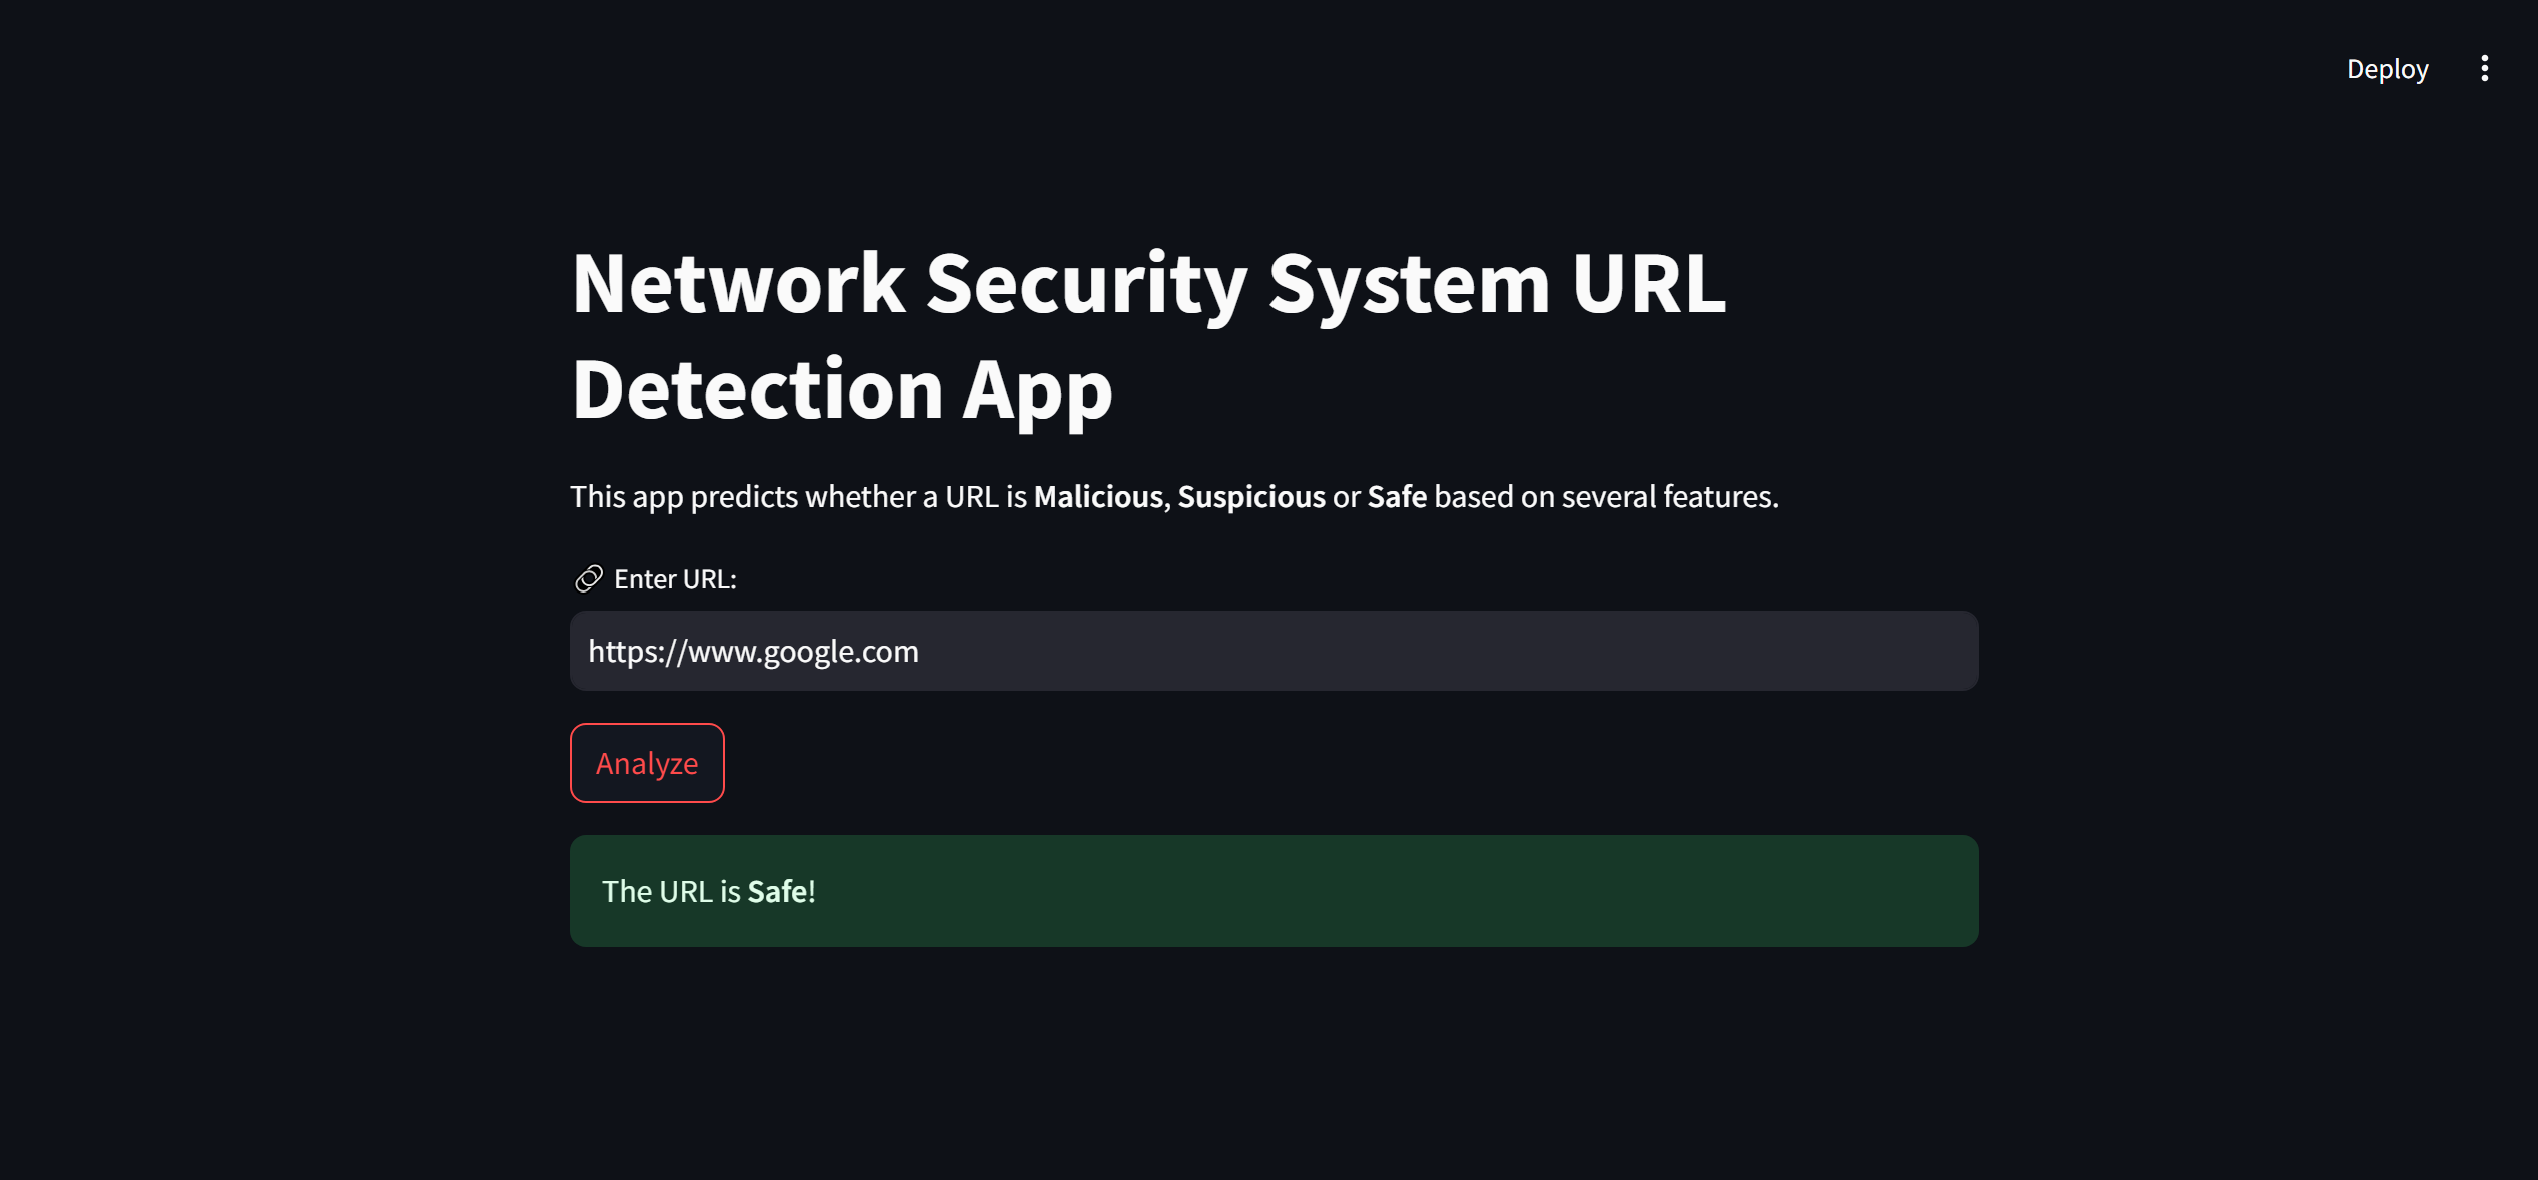 Deploy
Network Security System URL
Detection App
This app predicts whether a URL is Malicious, Suspicious or Safe based on several features.
Enter URL:
https://www.google.com
Analyze
The URL is Safe!